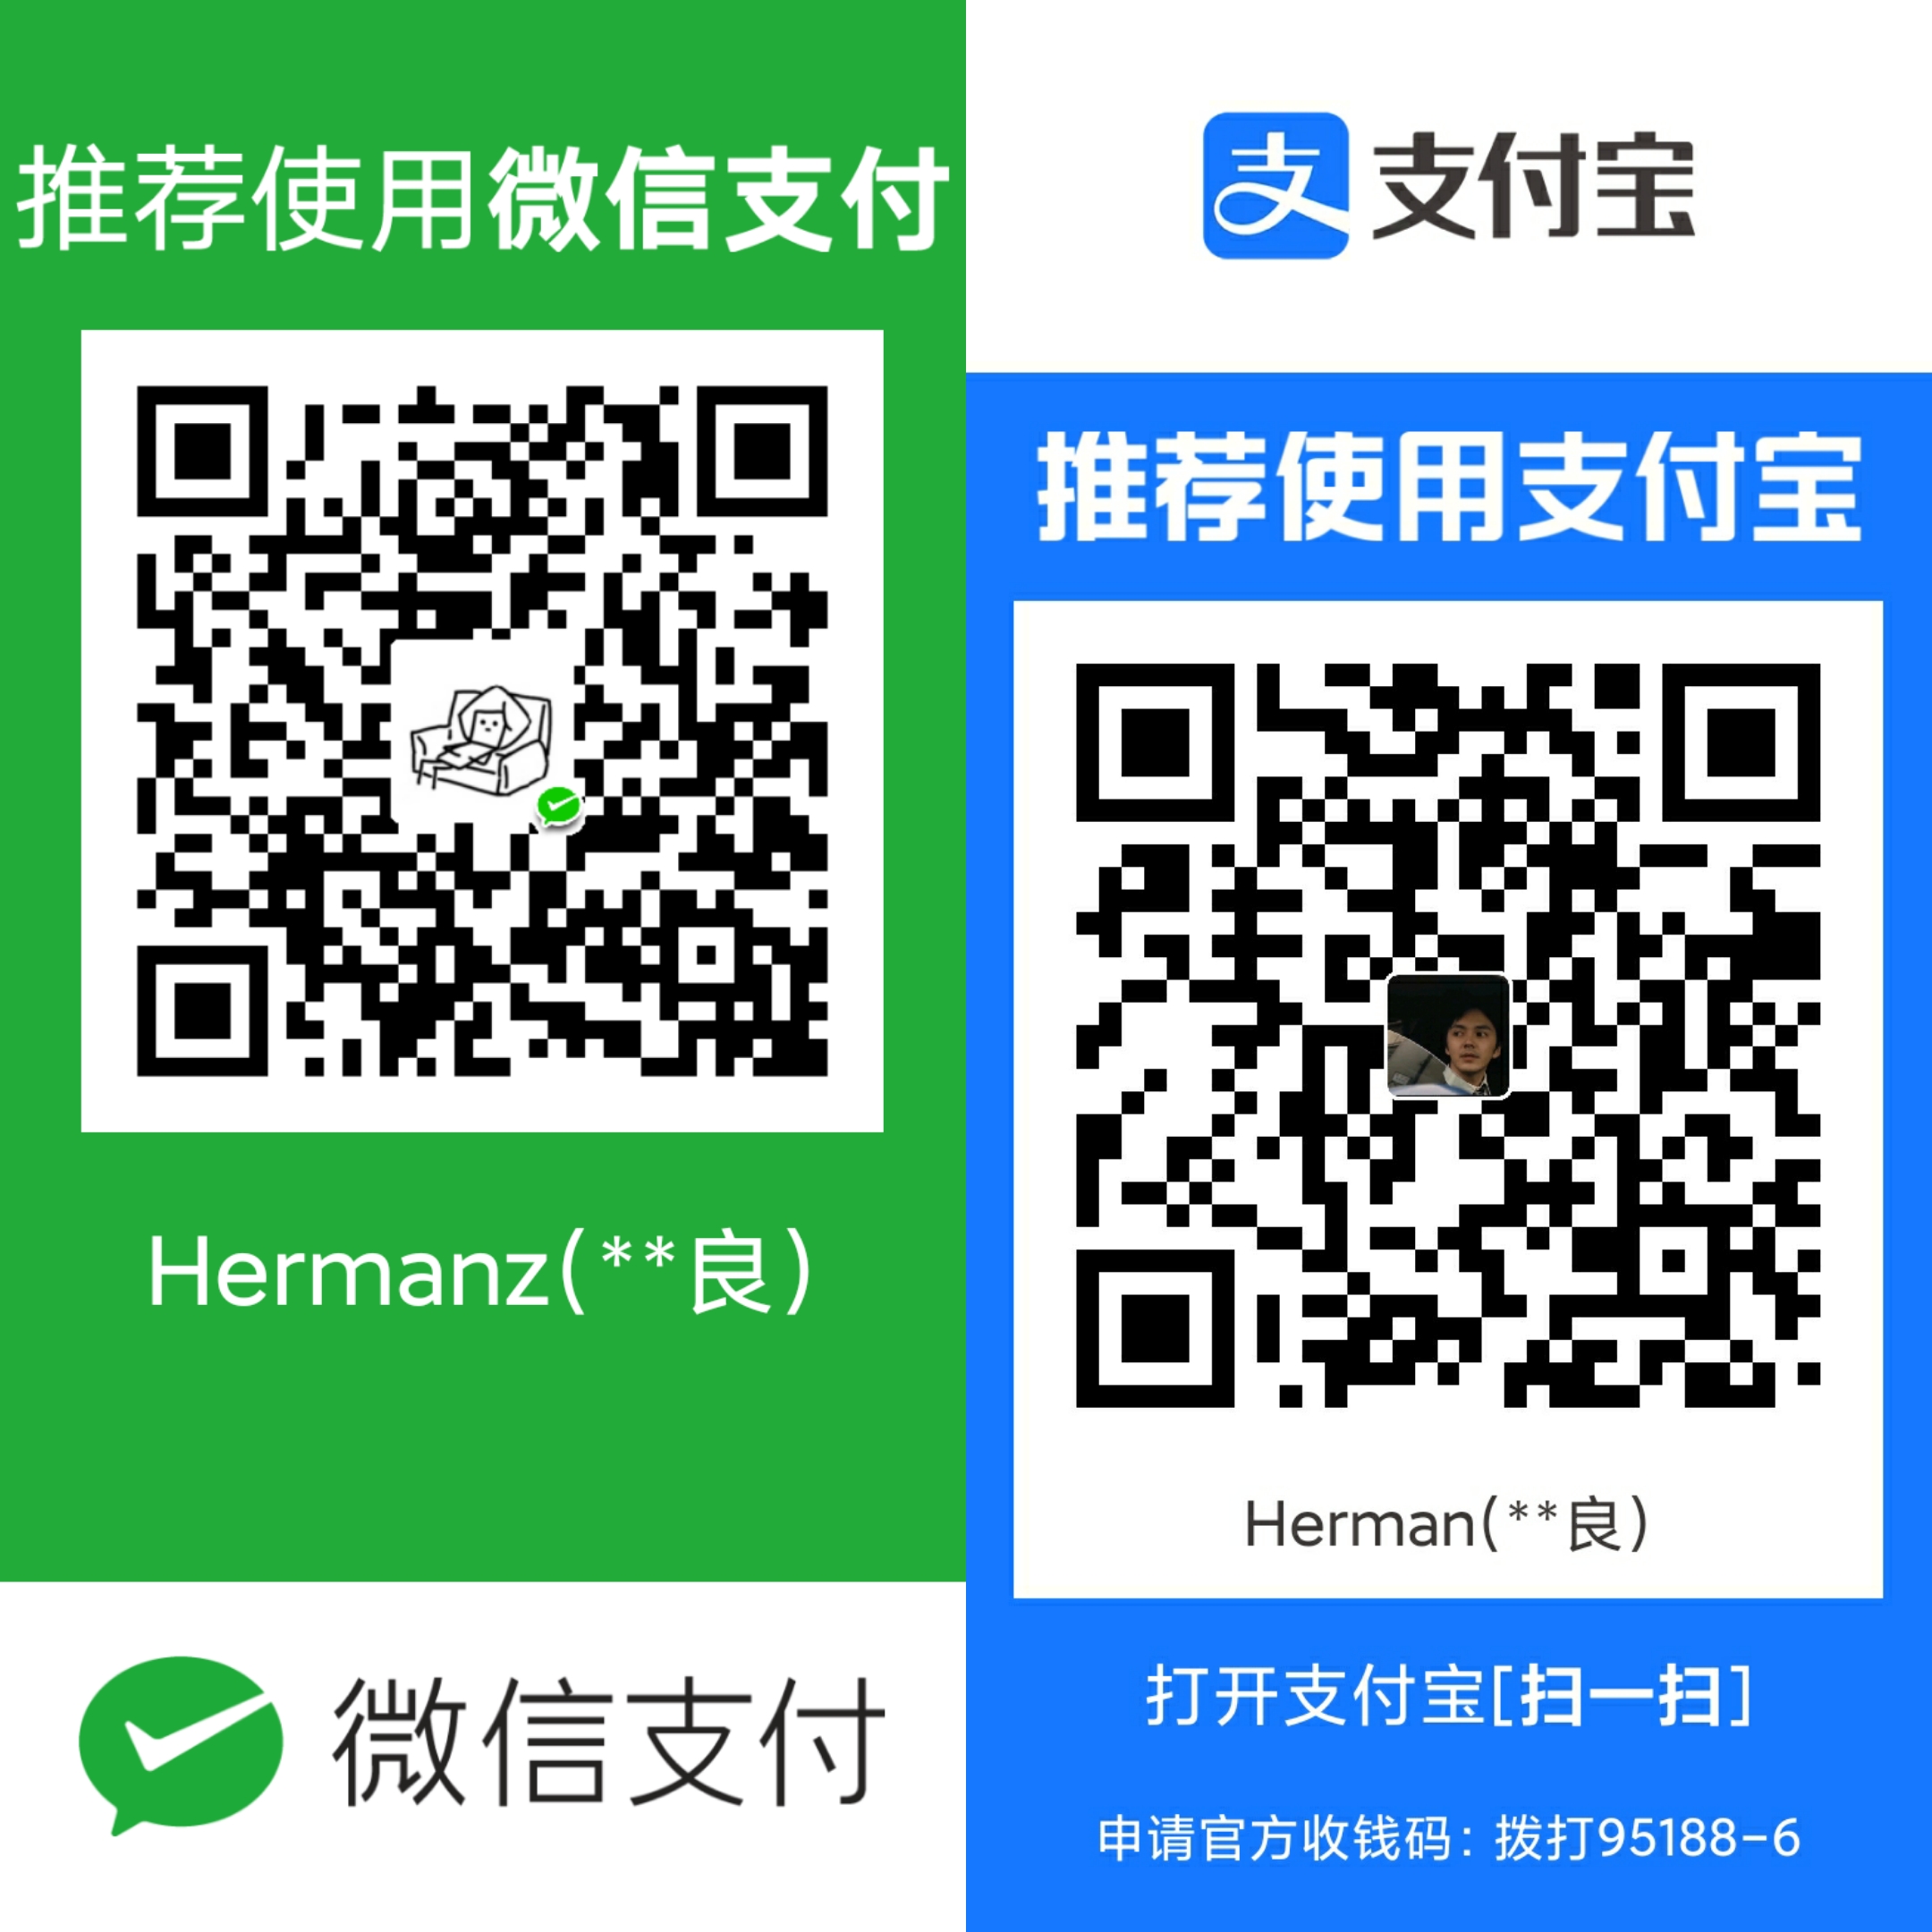 推荐使用微信支付
Hermanz(**良)
微信支付
支 支付宝
推荐使用支付宝
Herman(**良)
打开支付宝[扫一扫]
申请官方收钱码：拨打95188-6